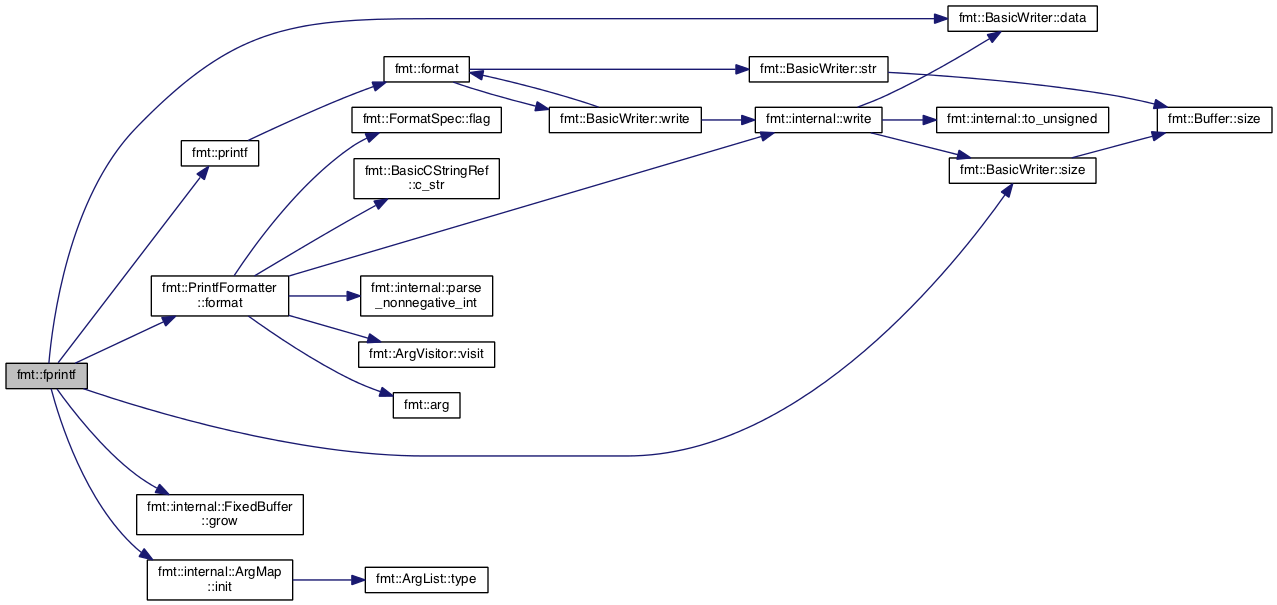 fmt::BasicWriter::data
fmt::format
fmt::BasicWriter::str
fmt::FormatSpec::flag
fmt::BasicWriter::write
fmt::internal::write
fmt::internal::to_unsigned
fmt::Buffer::size
fmt::printf
fmt::BasicCStringRef
::c_str
fmt::BasicWriter::size
fmt::PrintfFormatter
::format
fmt::internal::parse
_nonnegative_int
fmt::ArgVisitor::visit
fmt::fprintf
fmt::arg
fmt::internal::FixedBuffer
::grow
fmt::internal::ArgMap
::init
fmt::ArgList::type